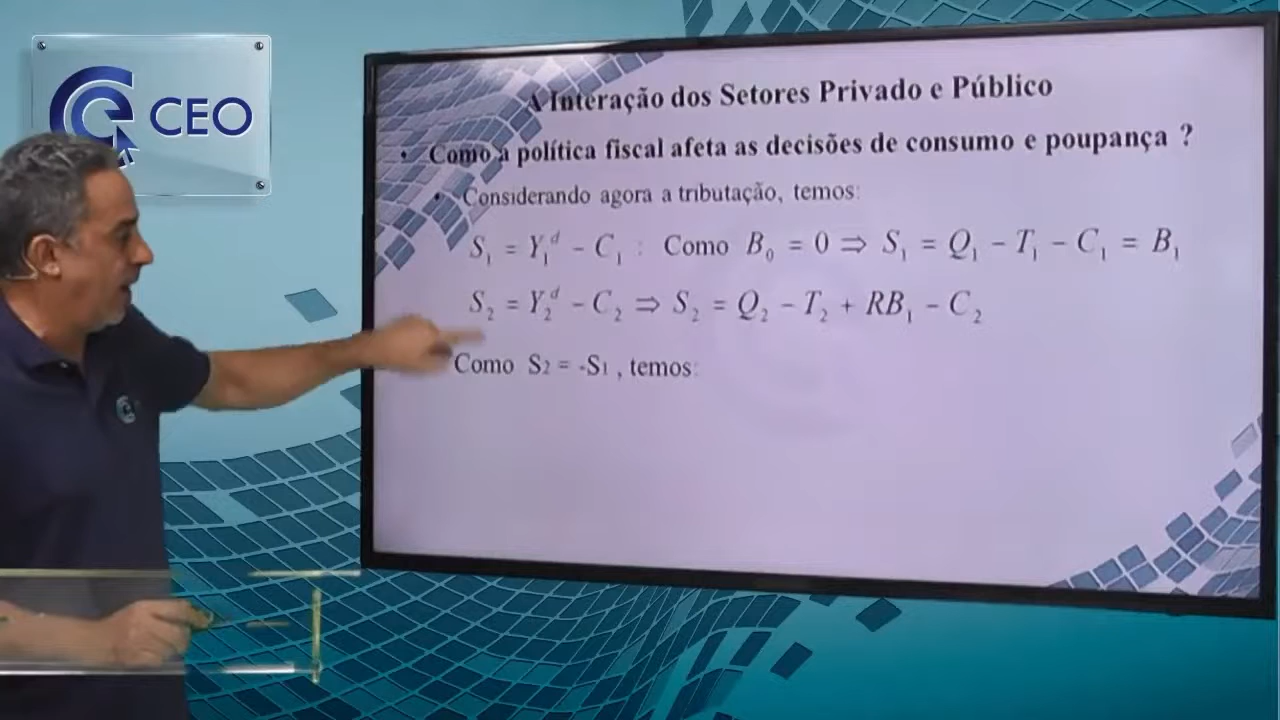 CEO
A Interação dos Setores Privado e Público
• Como a política fiscal afeta as decisões de consumo e poupança ?
• Considerando agora a tributação, temos:
S₁ = Y₁ᵈ − C₁ : Como B₀ = 0 ⇒ S₁ = Q₁ − T₁ − C₁ = B₁
S₂ = Y₂ᵈ − C₂ ⇒ S₂ = Q₂ − T₂ + RB₁ − C₂
Como S₂ = -S₁ , temos: